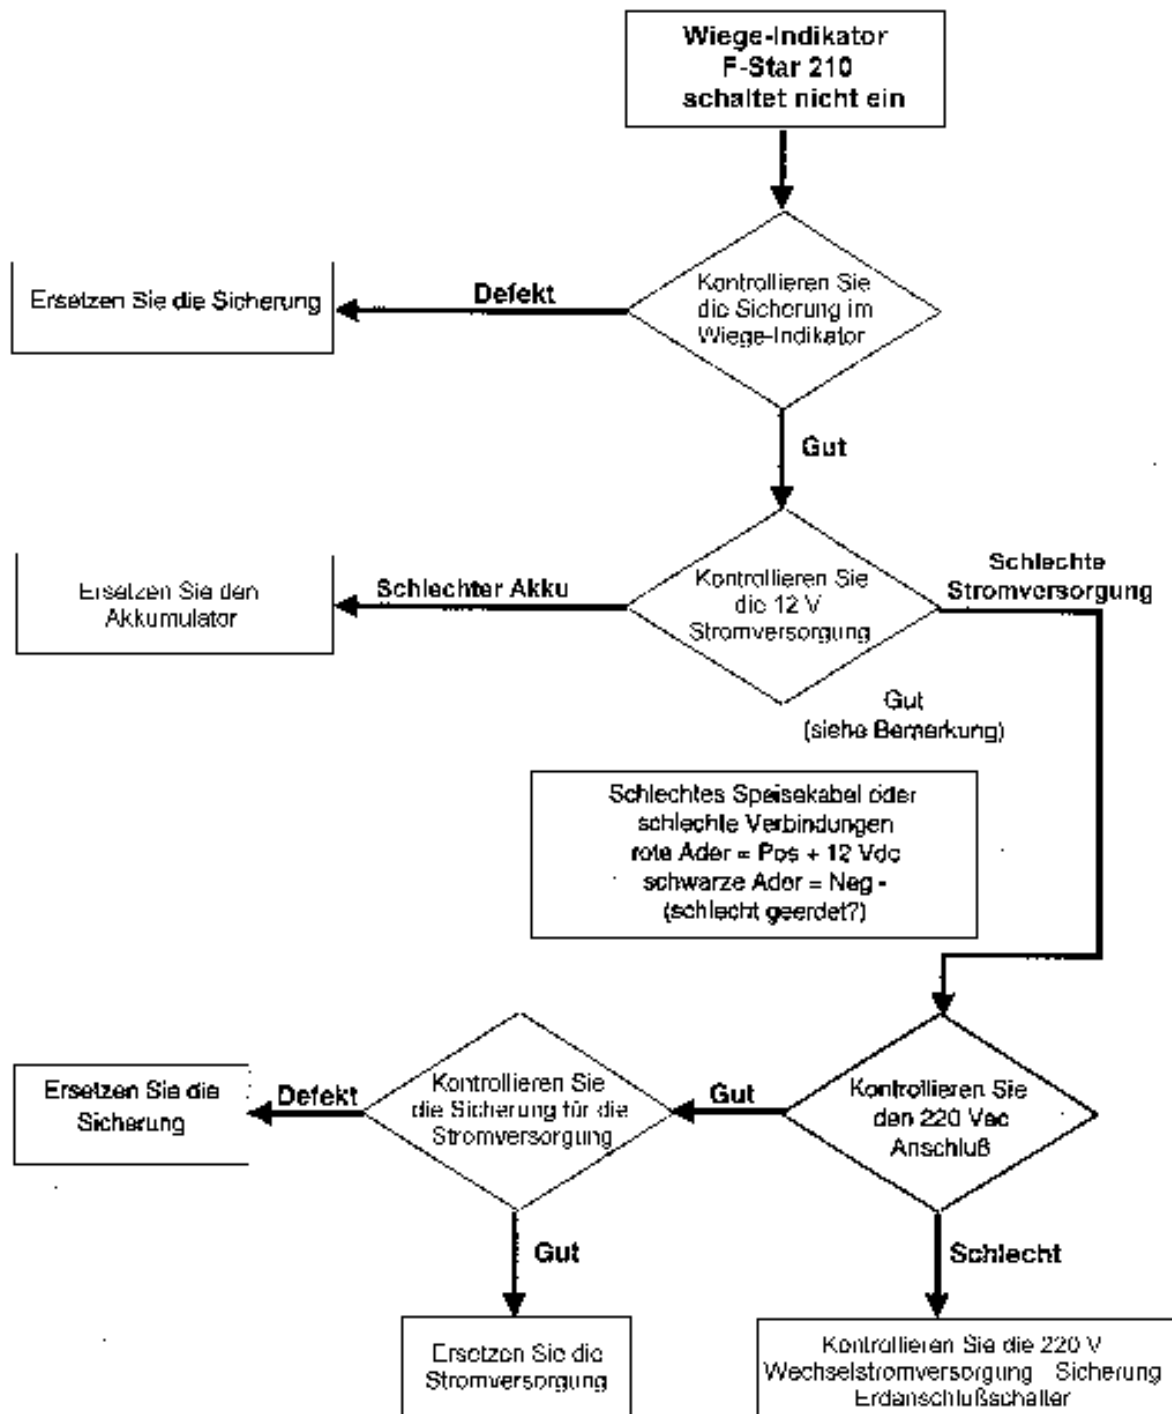 Wiege-Indikator
F-Star 210
schaltet nicht ein
Kontrollieren Sie
die Sicherung im
Wiege-Indikator
Defekt
Ersetzen Sie die Sicherung
Gut
Kontrollieren Sie
die 12 V
Stromversorgung
Schlechter Akku
Ersetzen Sie den
Akkumulator
Schlechte
Stromversorgung
Gut
(siehe Bemerkung)
Schlechtes Speisekabel oder
schlechte Verbindungen
rote Ader = Pos + 12 Vdc
schwarze Ader = Neg -
(schlecht geerdet?)
Kontrollieren Sie
den 220 Vac
Anschluß
Gut
Kontrollieren Sie
die Sicherung für die
Stromversorgung
Defekt
Ersetzen Sie die
Sicherung
Gut
Ersetzen Sie die
Stromversorgung
Schlecht
Kontrollieren Sie die 220 V
Wechselstromversorgung Sicherung
Erdanschlußschalter